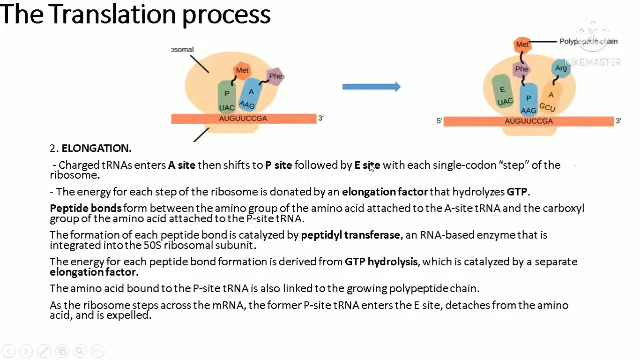 The Translation process
osomal
Met
Phe
P
A
UAC
AAG
AUGUUCCGA
3'
Met
Polypeptide chain
Phe
Arg
E
P
A
UAC
AAG
GCU
5'
AUGUUCCGA
3'
KINEMASTER
2. ELONGATION.
- Charged tRNAs enters A site then shifts to P site followed by E site with each single-codon “step” of the
ribosome.
- The energy for each step of the ribosome is donated by an elongation factor that hydrolyzes GTP.
Peptide bonds form between the amino group of the amino acid attached to the A-site tRNA and the carboxyl
group of the amino acid attached to the P-site tRNA.
The formation of each peptide bond is catalyzed by peptidyl transferase, an RNA-based enzyme that is
integrated into the 50S ribosomal subunit.
The energy for each peptide bond formation is derived from GTP hydrolysis, which is catalyzed by a separate
elongation factor.
The amino acid bound to the P-site tRNA is also linked to the growing polypeptide chain.
As the ribosome steps across the mRNA, the former P-site tRNA enters the E site, detaches from the amino
acid, and is expelled.